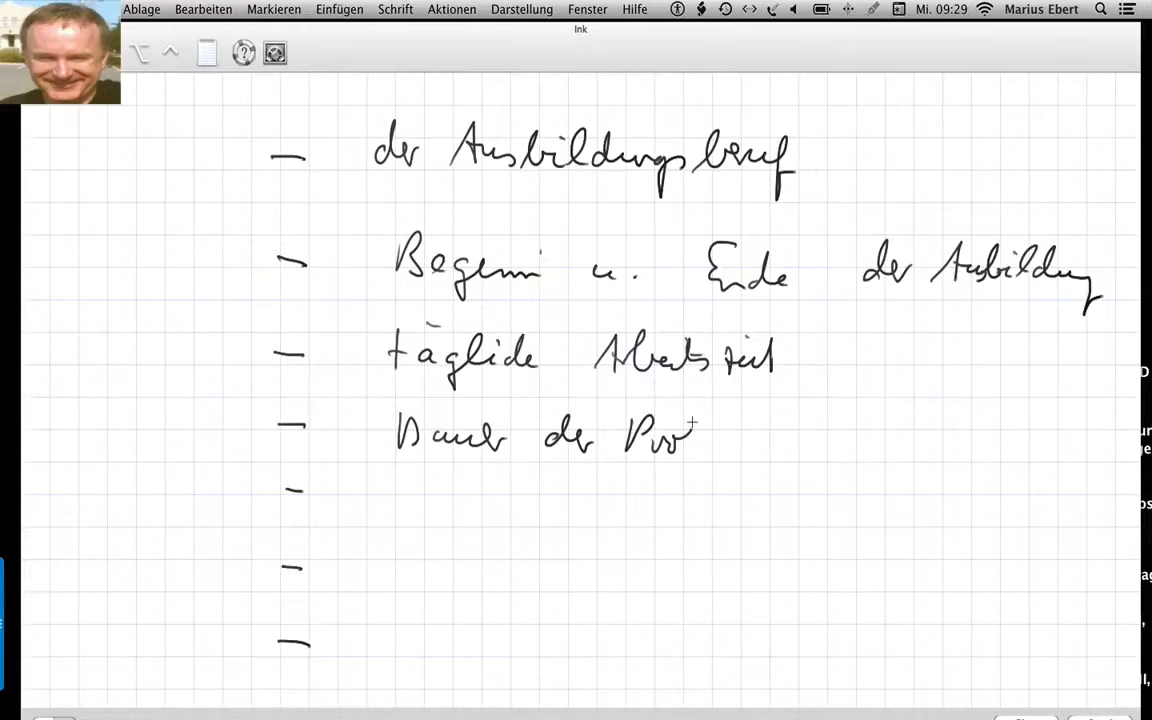 Ablage Bearbeiten Markieren Einfügen Schrift Aktionen Darstellung Fenster Hilfe Mi. 09:29 Marius Ebert
Ink
– der Ausbildungsberuf
– Beginn u. Ende der Ausbildung
– tägliche Arbeitszeit
– Dauer der Pro
–
–
–